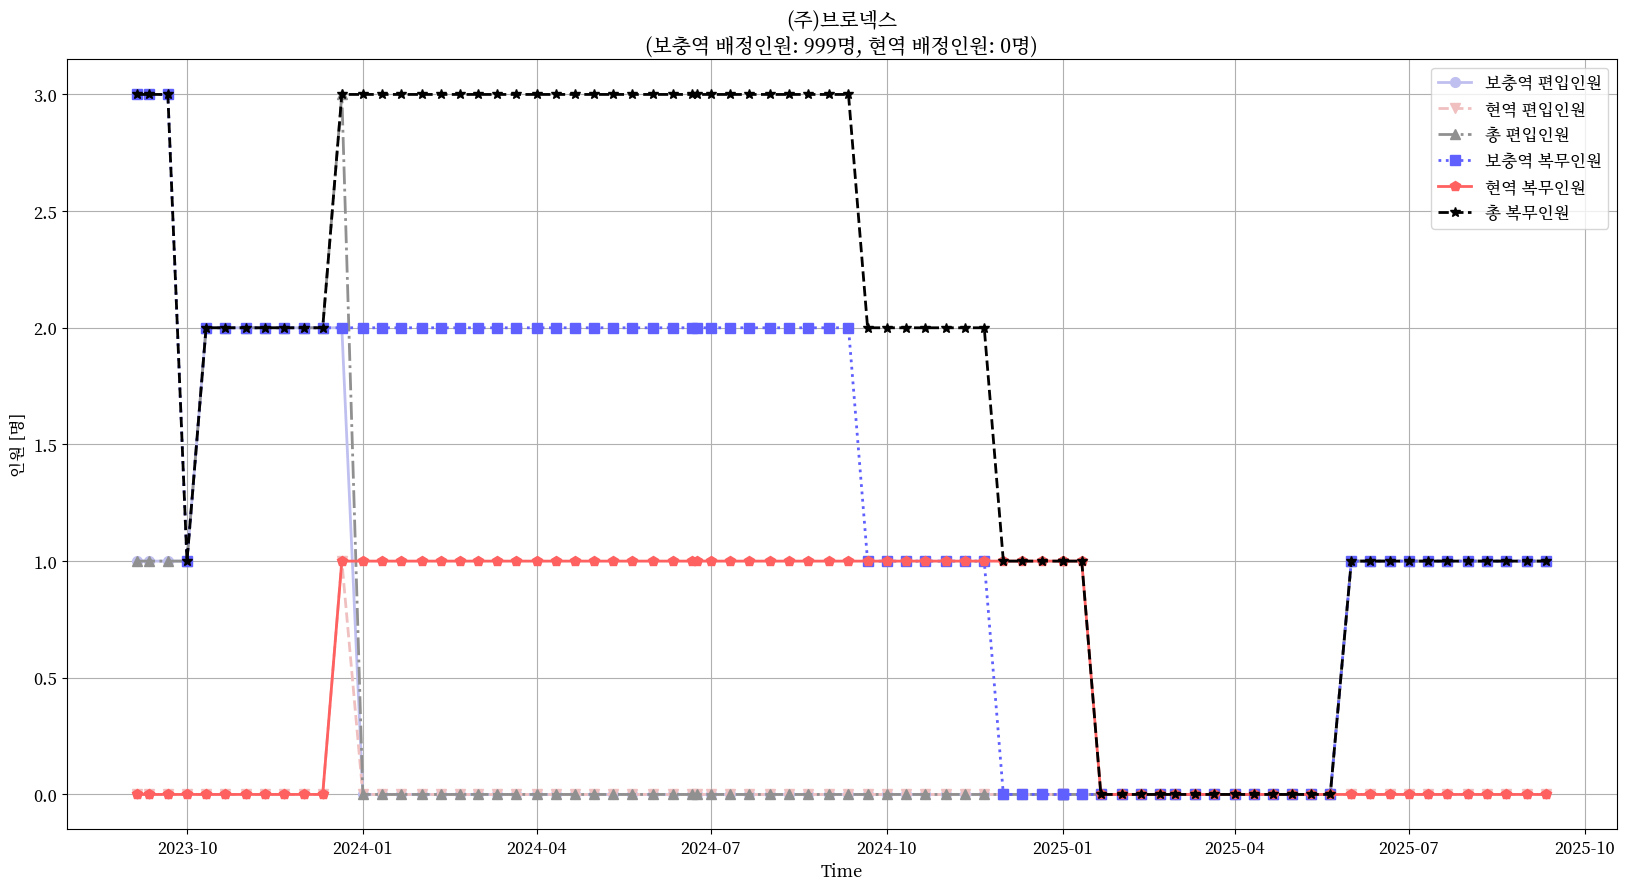 (주)브로넥스
(보충역 배정인원: 999명, 현역 배정인원: 0명)
보충역 편입인원
현역 편입인원
총 편입인원
보충역 복무인원
현역 복무인원
총 복무인원
인원 [명]
3.0
2.5
2.0
1.5
1.0
0.5
0.0
2023-10
2024-01
2024-04
2024-07
2024-10
2025-01
2025-04
2025-07
2025-10
Time